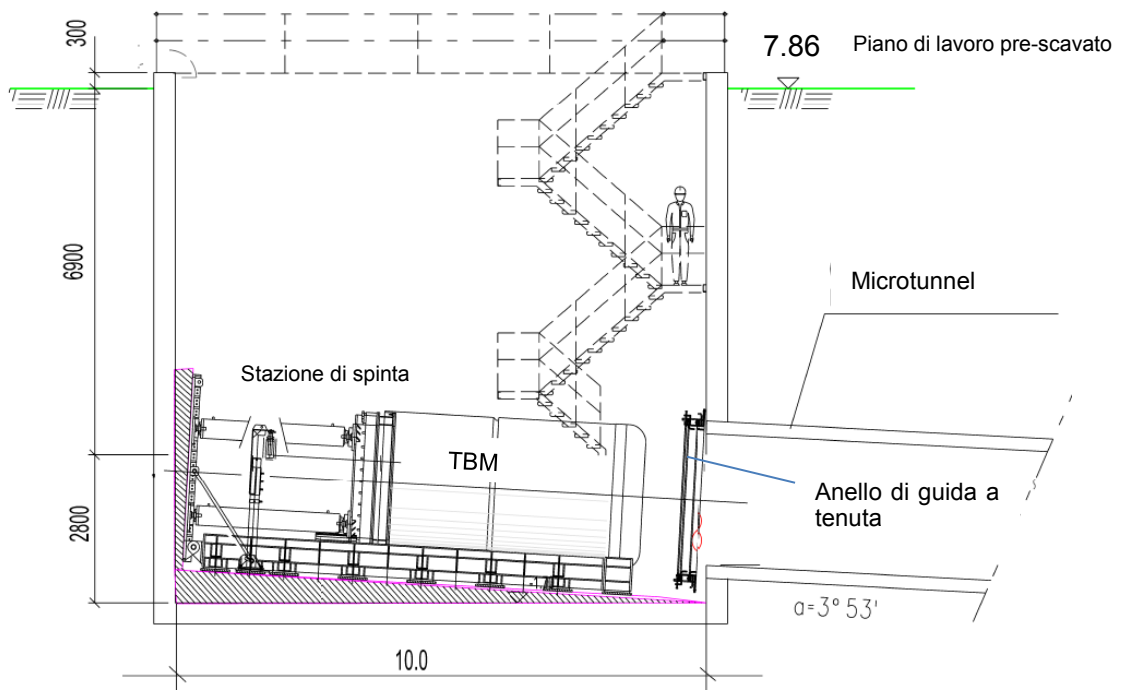 300
7.86
Piano di lavoro pre-scavato
6900
Microtunnel
Stazione di spinta
TBM
Anello di guida a
tenuta
2800
a=3° 53'
10.0